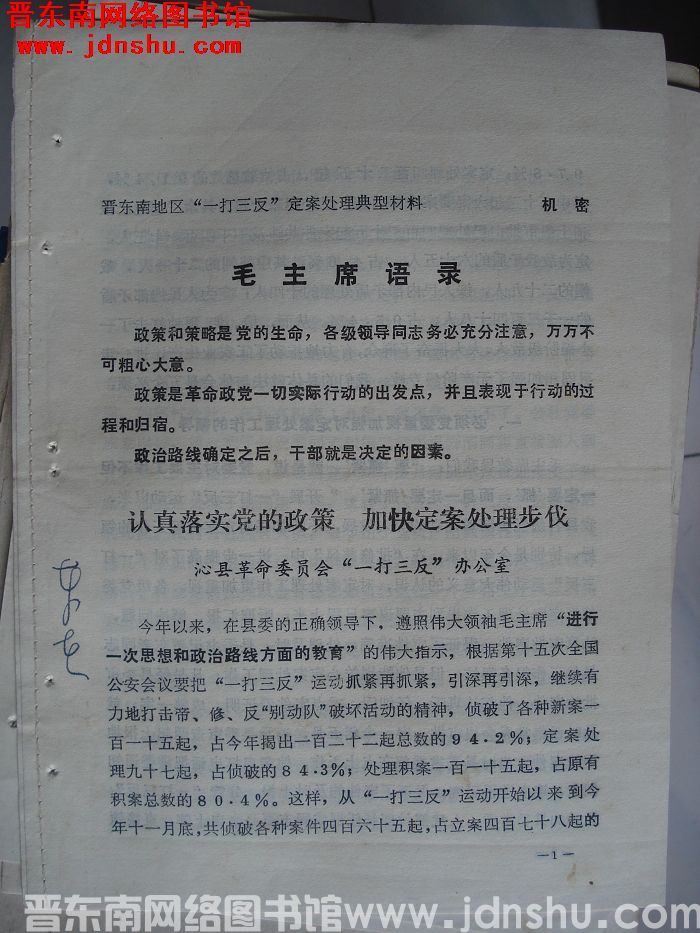 晋东南网络图书馆
www.jdnshu.com
晋东南地区“一打三反”定案处理典型材料 机密
毛主席语录
政策和策略是党的生命，各级领导同志务必充分注意，万万不
可粗心大意。
政策是革命政党一切实际行动的出发点，并且表现于行动的过
程和归宿。
政治路线确定之后，干部就是决定的因素。
认真落实党的政策 加快定案处理步伐
沁县革命委员会“一打三反”办公室
今年以来，在县委的正确领导下，遵照伟大领袖毛主席“进行
一次思想和政治路线方面的教育”的伟大指示，根据第十五次全国
公安会议要把“一打三反”运动抓紧再抓紧，引深再引深，继续有
力地打击帝、修、反“别动队”破坏活动的精神，侦破了各种新案一
百一十五起，占今年揭出一百二十二起总数的94.2%；定案处
理九十七起，占侦破的84.3%；处理积案一百一十五起，占原有
积案总数的80.4%。这样，从“一打三反”运动开始以来到今
年十一月底，共侦破各种案件四百六十五起，占立案四百七十八起的
—1—
晋东南网络图书馆www.jdnshu.com